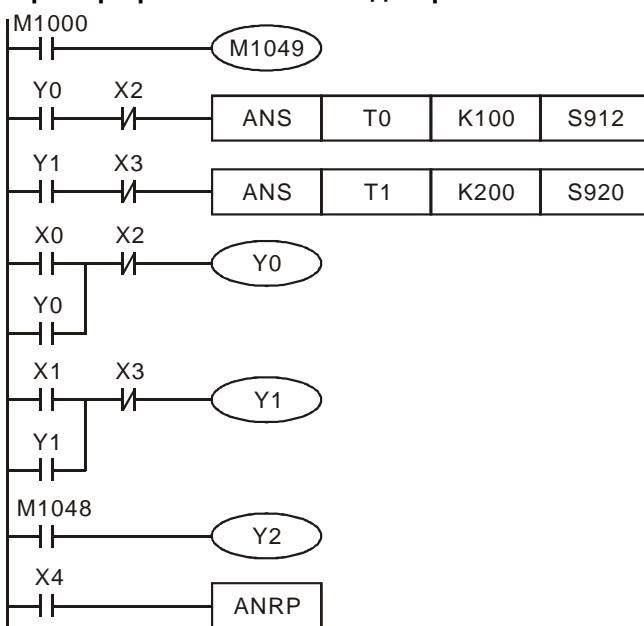 M1000
M1049
Y0 X2
ANS T0 K100 S912
Y1 X3
ANS T1 K200 S920
X0 X2
Y0
Y0
X1 X3
Y1
Y1
M1048
Y2
X4
ANRP